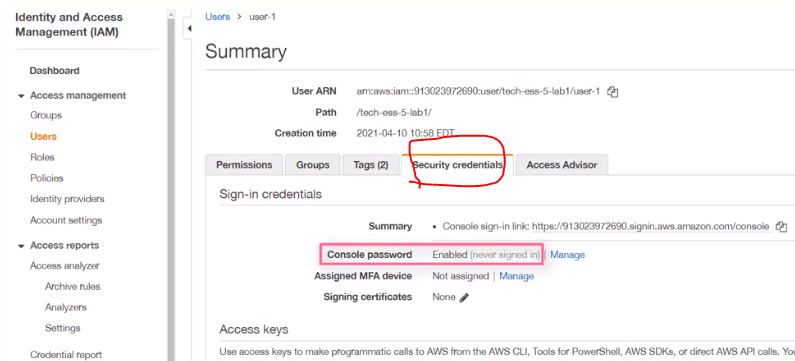 Identity and Access
Management (IAM)
Dashboard
Access management
Groups
Users
Roles
Policies
Identity providers
Account settings
Access reports
Access analyzer
Archive rules
Analyzers
Settings
Credential report
Users > user-1
Summary
User ARN arn:aws:iam::913023972690:user/tech-ess-5-lab1/user-1
Path /tech-ess-5-lab1/
Creation time 2021-04-10 10:58 EDT
Permissions Groups Tags (2) Security credentials Access Advisor
Sign-in credentials
Summary • Console sign-in link: https://913023972690.signin.aws.amazon.com/console
Console password Enabled (never signed in) | Manage
Assigned MFA device Not assigned | Manage
Signing certificates None
Access keys
Use access keys to make programmatic calls to AWS from the AWS CLI, Tools for PowerShell, AWS SDKs, or direct AWS API calls.